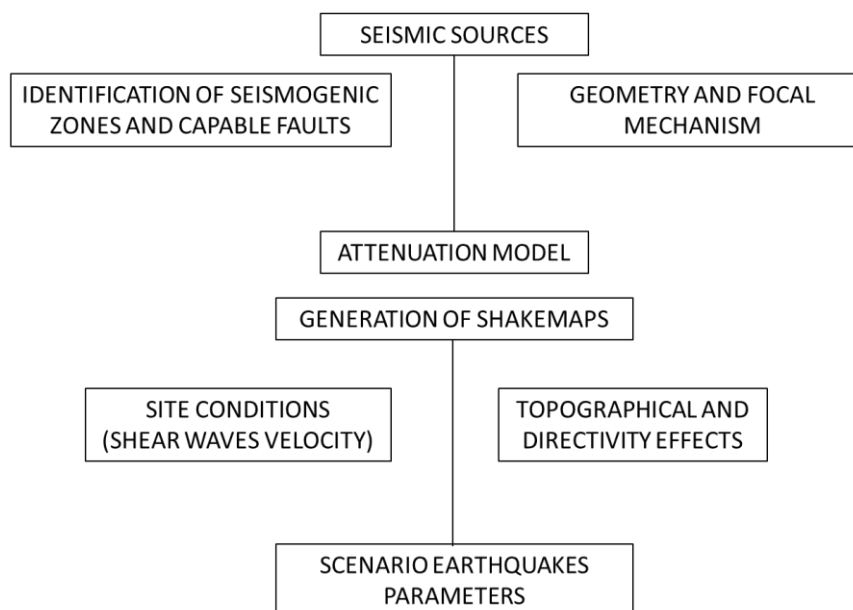 SEISMIC SOURCES
IDENTIFICATION OF SEISMOGENIC
ZONES AND CAPABLE FAULTS
GEOMETRY AND FOCAL
MECHANISM
ATTENUATION MODEL
GENERATION OF SHAKEMAPS
SITE CONDITIONS
(SHEAR WAVES VELOCITY)
TOPOGRAPHICAL AND
DIRECTIVITY EFFECTS
SCENARIO EARTHQUAKES
PARAMETERS